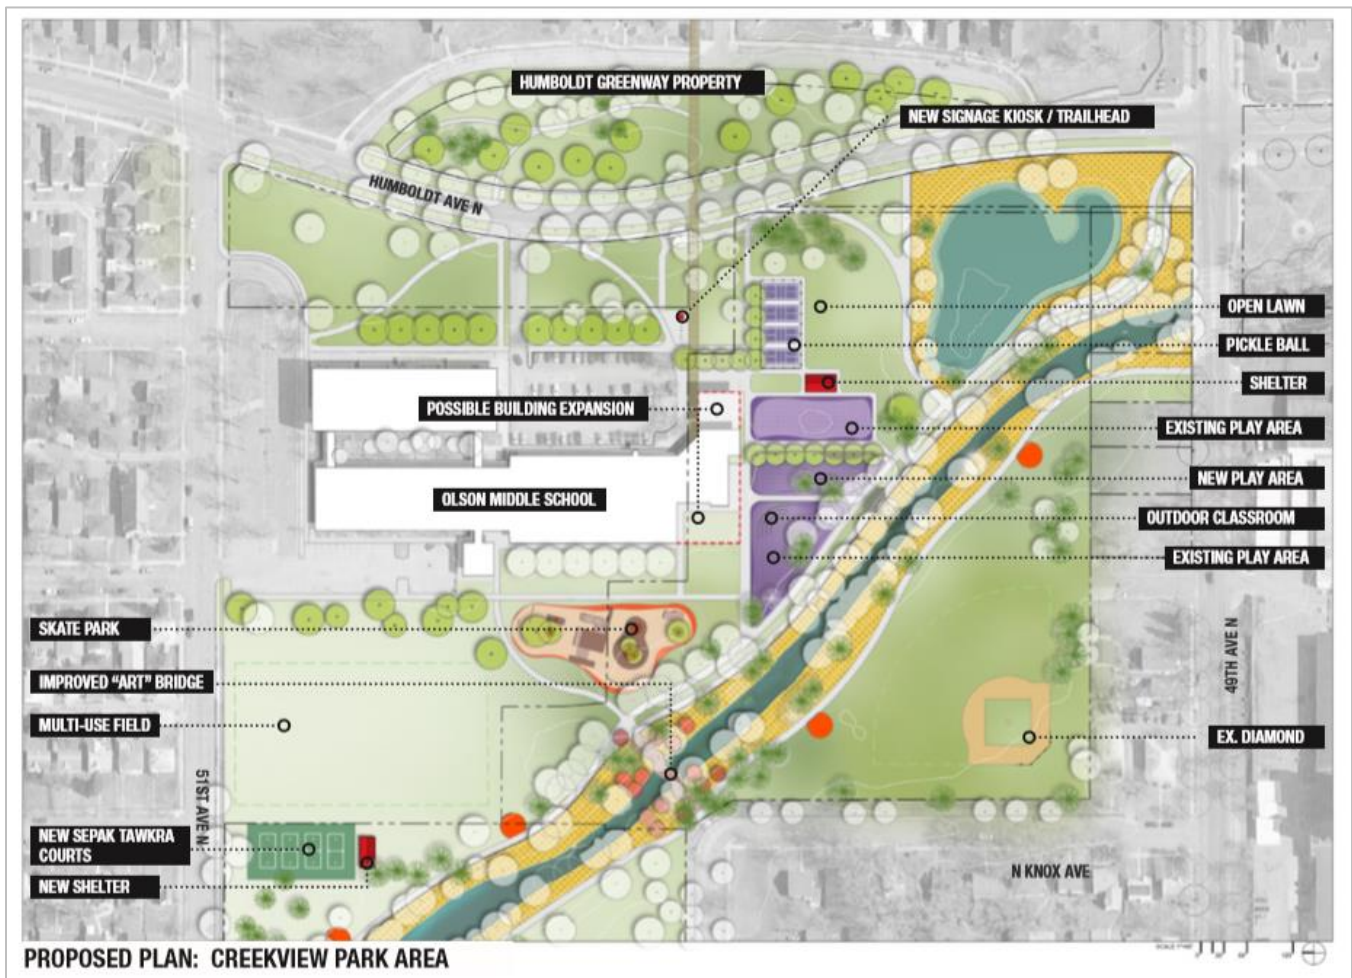 HUMBOLDT GREENWAY PROPERTY
NEW SIGNAGE KIOSK / TRAILHEAD
HUMBOLDT AVE N
OPEN LAWN
PICKLE BALL
SHELTER
POSSIBLE BUILDING EXPANSION
EXISTING PLAY AREA
NEW PLAY AREA
OLSON MIDDLE SCHOOL
OUTDOOR CLASSROOM
EXISTING PLAY AREA
SKATE PARK
IMPROVED "ART" BRIDGE
MULTI-USE FIELD
49TH AVE N
EX. DIAMOND
51ST AVE N
NEW SEPAK TAWKRA
COURTS
NEW SHELTER
N KNOX AVE
PROPOSED PLAN: CREEKVIEW PARK AREA